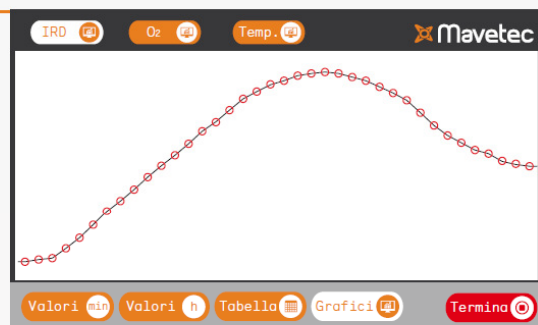 IRD O₂ Temp. Mavetec
Valori min Valori h Tabella Grafici Termina